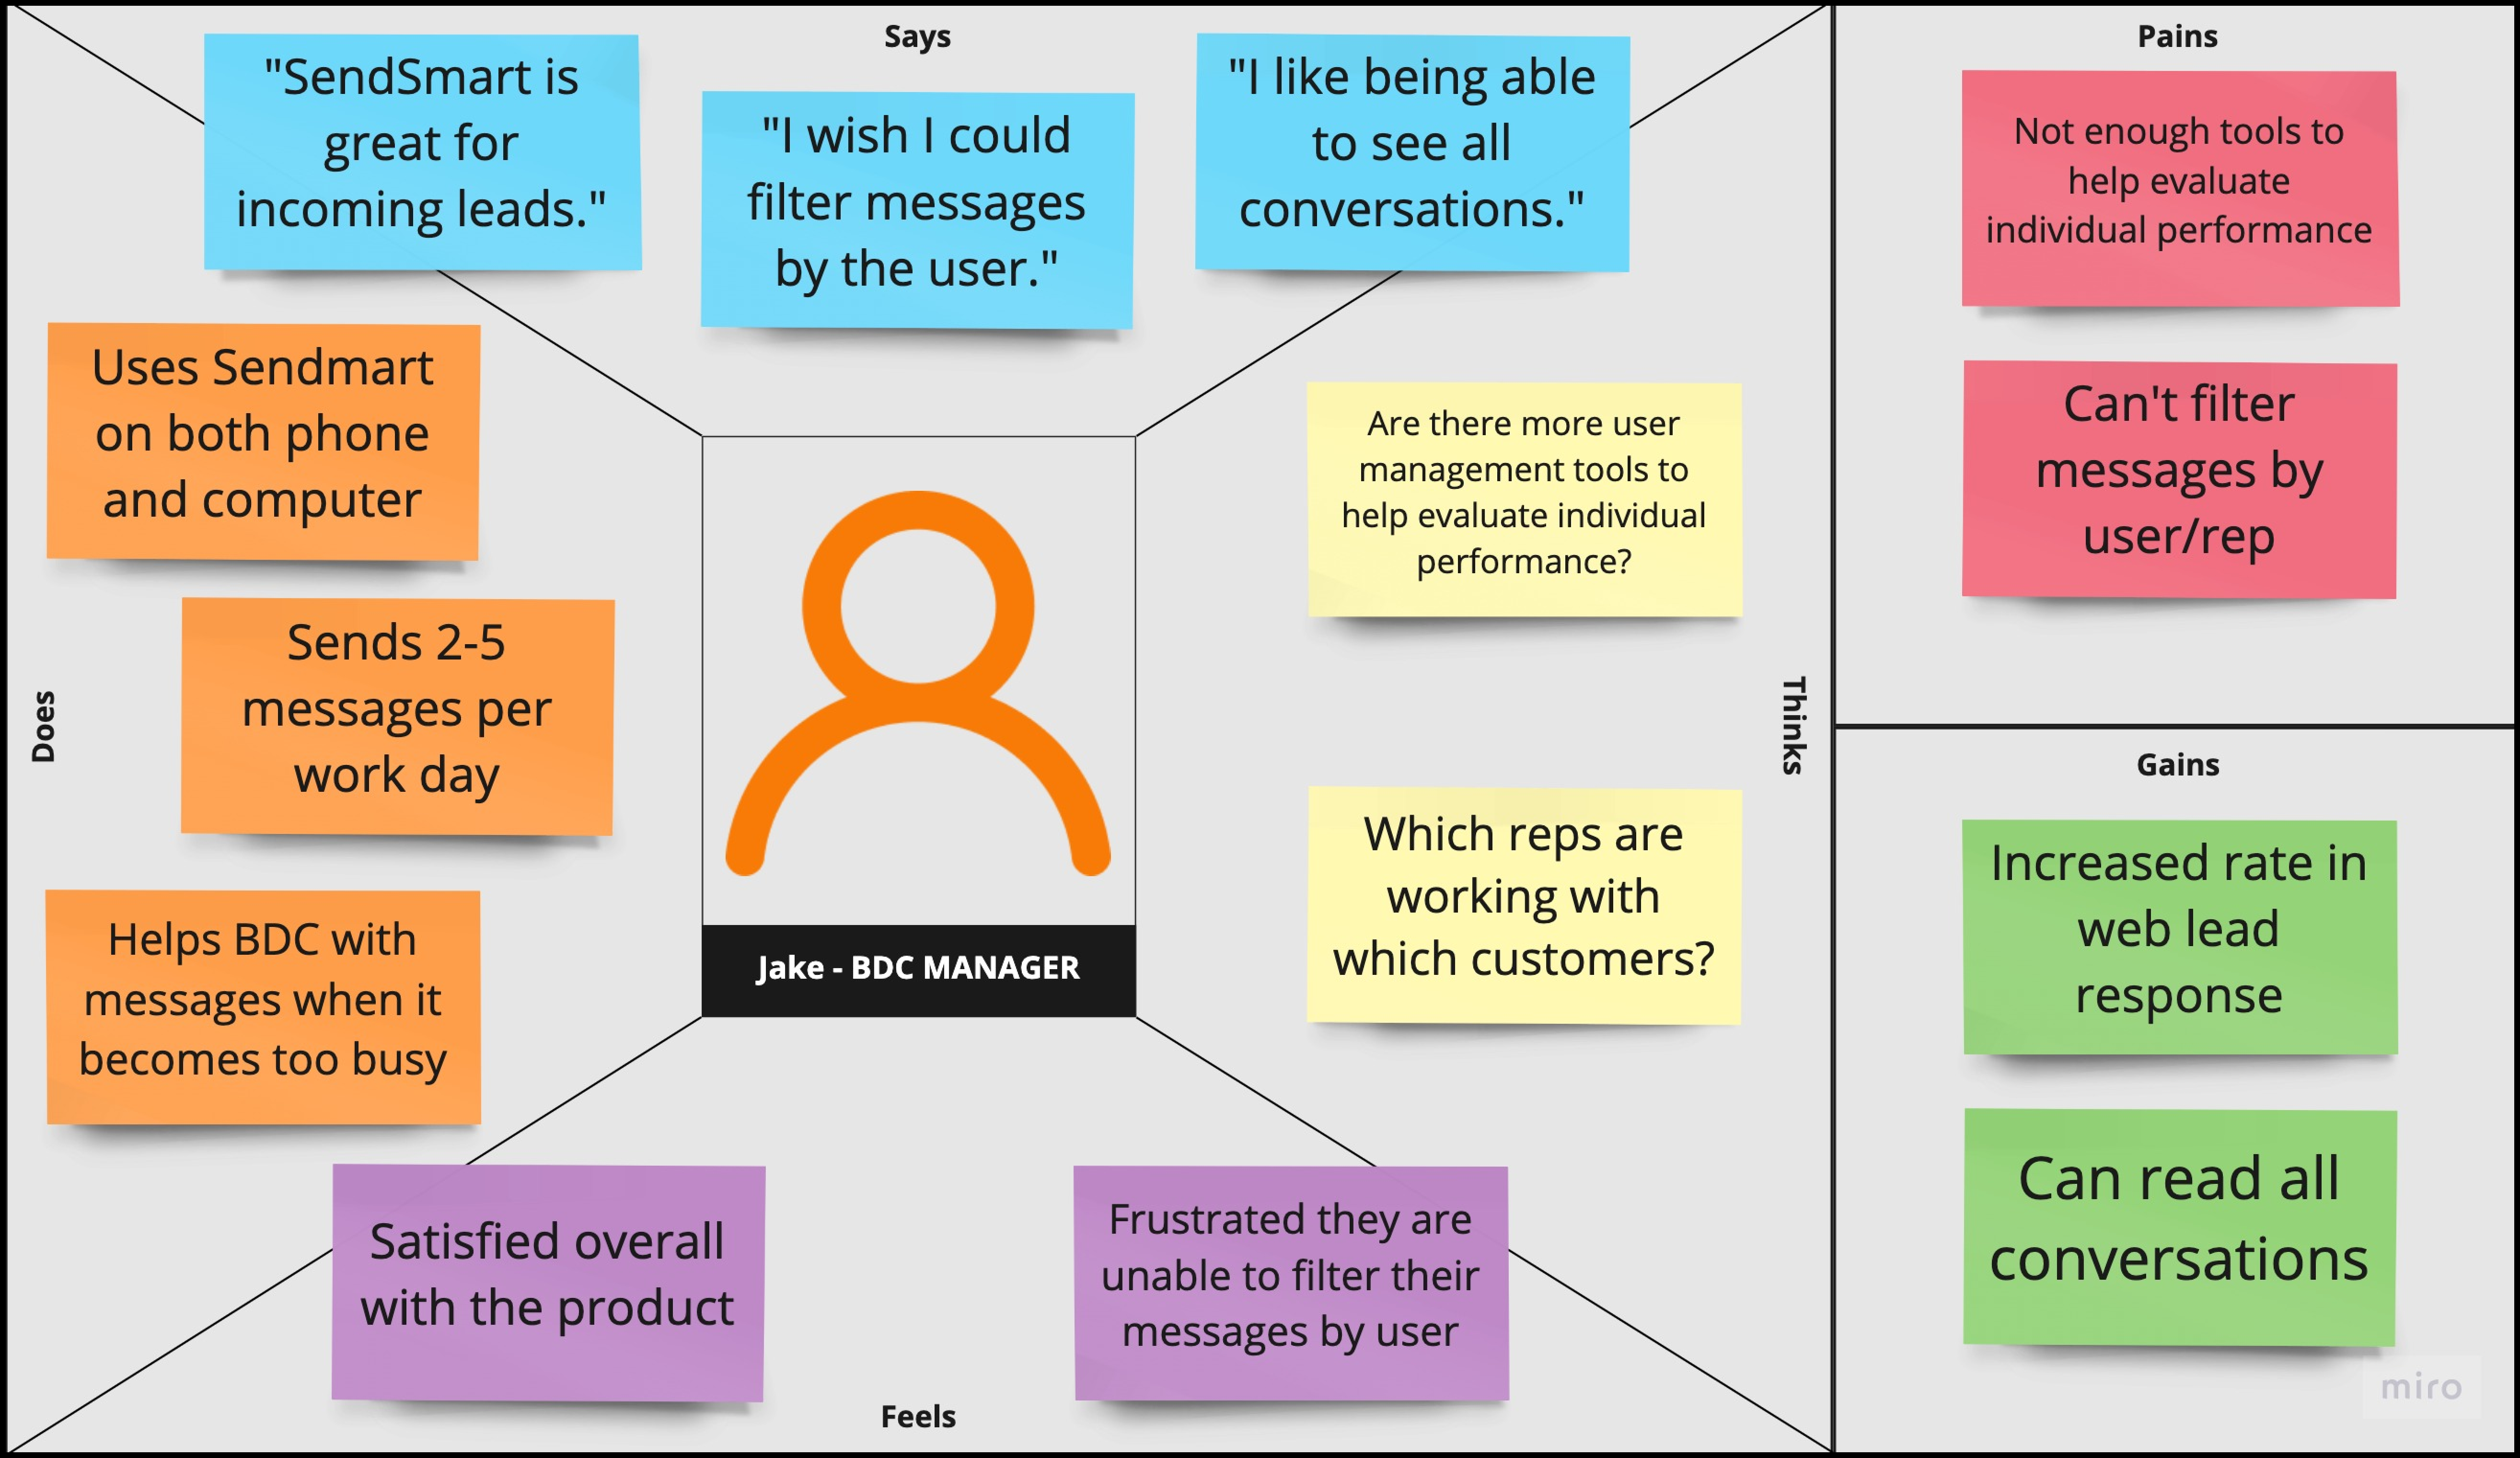 Says
"SendSmart is
great for
incoming leads."
"I wish I could
filter messages
by the user."
"I like being able
to see all
conversations."
Does
Uses Sendmart
on both phone
and computer
Sends 2-5
messages per
work day
Helps BDC with
messages when it
becomes too busy
Jake - BDC MANAGER
Thinks
Are there more user
management tools to
help evaluate individual
performance?
Which reps are
working with
which customers?
Feels
Satisfied overall
with the product
Frustrated they are
unable to filter their
messages by user
Pains
Not enough tools to
help evaluate
individual performance
Can't filter
messages by
user/rep
Gains
Increased rate in
web lead
response
Can read all
conversations
miro